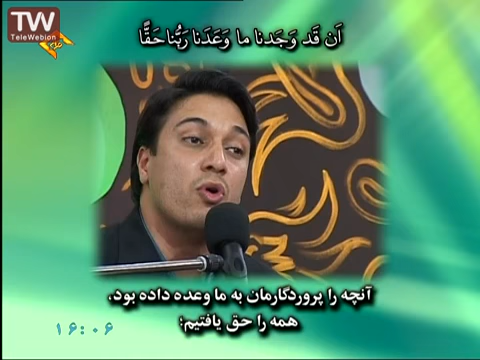 TW
TeleWebion
اَن قَد وَجَدنا ما وَعَدَنا رَبُّنا حَقًّا
آنچه را پروردگارمان به ما وعده داده بود،
همه را حق یافتیم؛
۱۶:۰۶